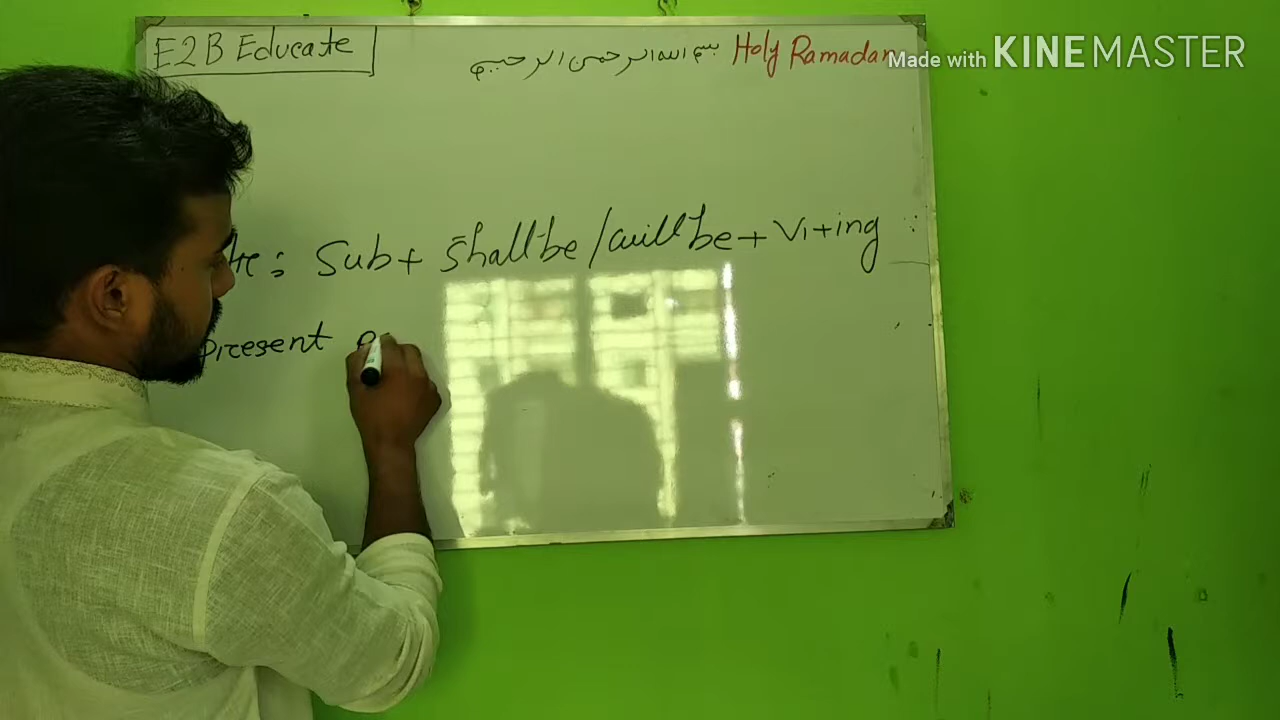 E2B Educate
بسم الله الرحمن الرحيم Holy Ramadan
Made with KINEMASTER
: Sub + shall be / will be + V1 + ing
present